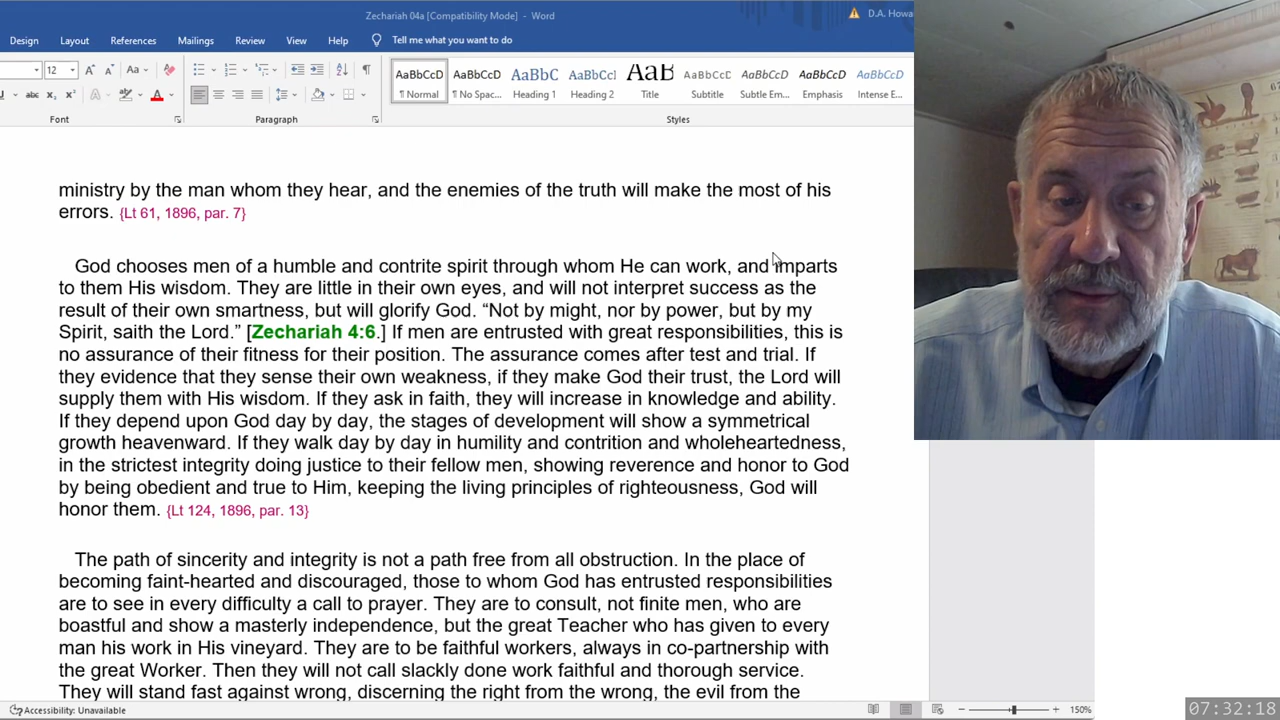 Zechariah 04a [Compatibility Mode] - Word
D.A. Howa
Design Layout References Mailings Review View Help Tell me what you want to do
12 Aa
AaBbCcD AaBbCcD AaBbC AaBbCcI AaB AaBbCcD AaBbCcD AaBbCcD AaBbCcD
abc x₂ x² A A
¶ Normal ¶ No Spac... Heading 1 Heading 2 Title Subtitle Subtle Em... Emphasis Intense E...
Font Paragraph Styles
ministry by the man whom they hear, and the enemies of the truth will make the most of his
errors. {Lt 61, 1896, par. 7}
God chooses men of a humble and contrite spirit through whom He can work, and imparts
to them His wisdom. They are little in their own eyes, and will not interpret success as the
result of their own smartness, but will glorify God. “Not by might, nor by power, but by my
Spirit, saith the Lord.” [Zechariah 4:6.] If men are entrusted with great responsibilities, this is
no assurance of their fitness for their position. The assurance comes after test and trial. If
they evidence that they sense their own weakness, if they make God their trust, the Lord will
supply them with His wisdom. If they ask in faith, they will increase in knowledge and ability.
If they depend upon God day by day, the stages of development will show a symmetrical
growth heavenward. If they walk day by day in humility and contrition and wholeheartedness,
in the strictest integrity doing justice to their fellow men, showing reverence and honor to God
by being obedient and true to Him, keeping the living principles of righteousness, God will
honor them. {Lt 124, 1896, par. 13}
The path of sincerity and integrity is not a path free from all obstruction. In the place of
becoming faint-hearted and discouraged, those to whom God has entrusted responsibilities
are to see in every difficulty a call to prayer. They are to consult, not finite men, who are
boastful and show a masterly independence, but the great Teacher who has given to every
man his work in His vineyard. They are to be faithful workers, always in co-partnership with
the great Worker. Then they will not call slackly done work faithful and thorough service.
They will stand fast against wrong, discerning the right from the wrong, the evil from the
Accessibility: Unavailable
150%
07:32:18